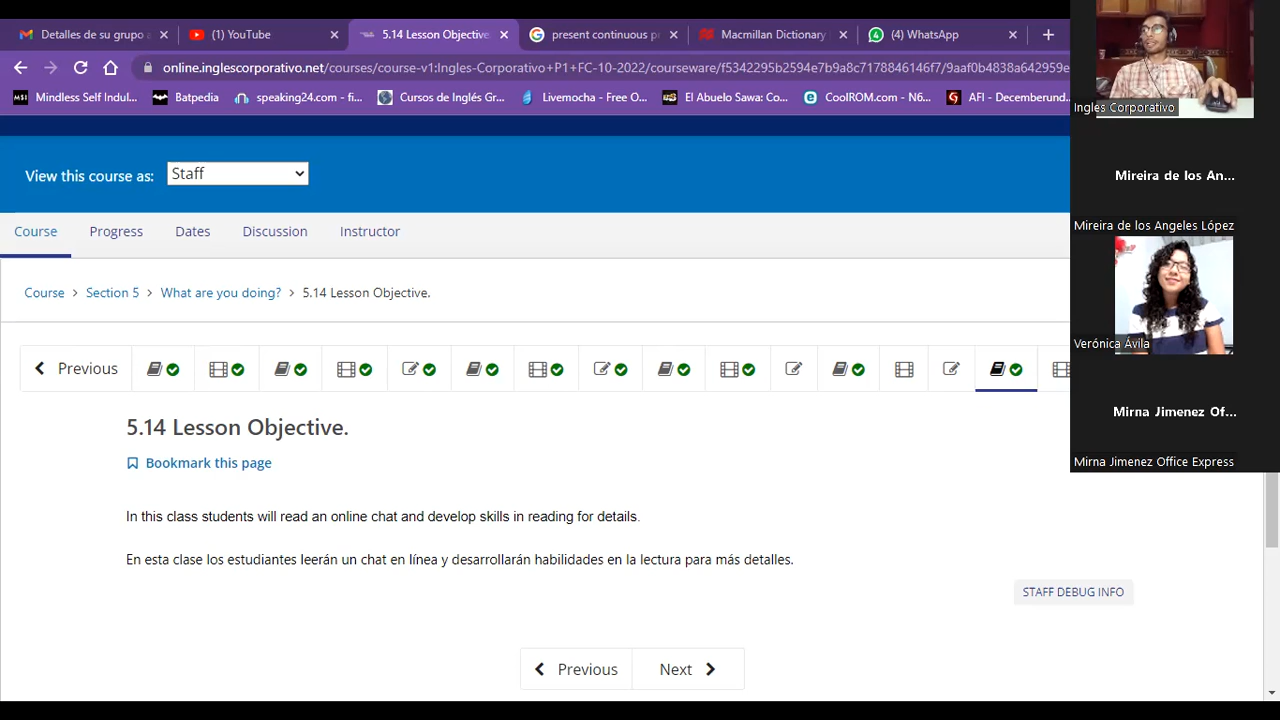 Detalles de su grupo
(1) YouTube
5.14 Lesson Objective
present continuous p
Macmillan Dictionary
(4) WhatsApp
online.inglescorporativo.net/courses/course-v1:Ingles-Corporativo+P1+FC-10-2022/courseware/f5342295b2594e7b9a8c7178846146f7/9aaf0b4838a642959e
Mindless Self Indul...
Batpedia
speaking24.com - fi...
Cursos de Inglés Gr...
Livemocha - Free O...
El Abuelo Sawa: Co...
CoolROM.com - N6...
AFI - Decemberund...
Ingles Corporativo
View this course as:
Staff
Mireira de los An...
Mireira de los Angeles López
Course
Progress
Dates
Discussion
Instructor
Course > Section 5 > What are you doing? > 5.14 Lesson Objective.
Verónica Ávila
Previous
5.14 Lesson Objective.
Bookmark this page
Mirna Jimenez Of...
Mirna Jimenez Office Express
In this class students will read an online chat and develop skills in reading for details.
En esta clase los estudiantes leerán un chat en línea y desarrollarán habilidades en la lectura para más detalles.
STAFF DEBUG INFO
Previous
Next